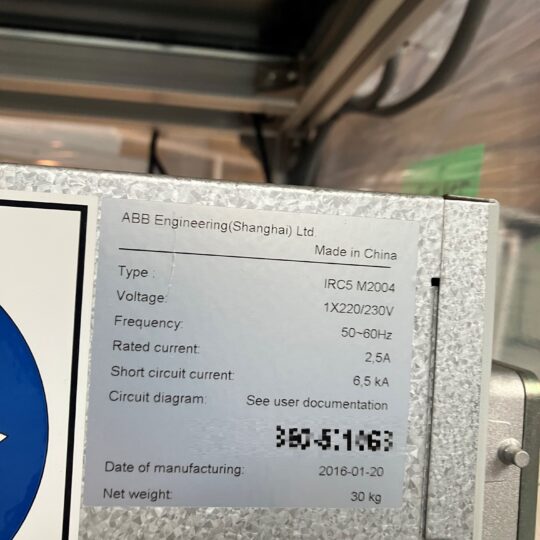 ABB Engineering(Shanghai) Ltd.
Made in China
Type : IRC5 M2004
Voltage: 1X220/230V
Frequency: 50~60Hz
Rated current: 2,5A
Short circuit current: 6,5 kA
Circuit diagram: See user documentation
Date of manufacturing: 2016-01-20
Net weight: 30 kg